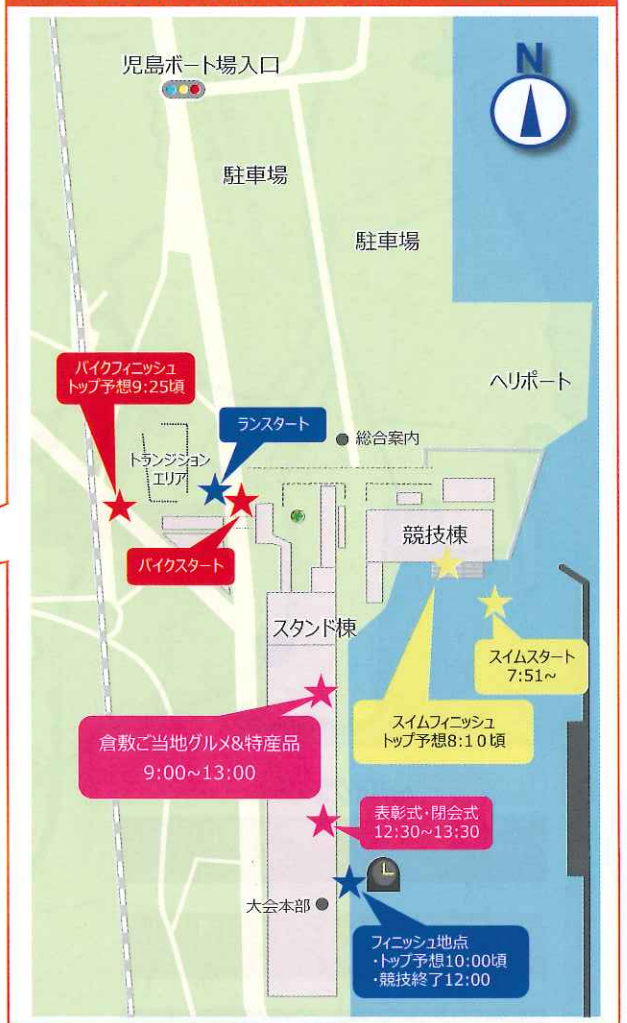 児島ボート場入口
N
駐車場
駐車場
ヘリポート
バイクフィニッシュ
トップ予想9:25頃
ランスタート
総合案内
トランジション
エリア
バイクスタート
競技棟
スタンド棟
スイムスタート
7:51~
スイムフィニッシュ
トップ予想8:10頃
倉敷ご当地グルメ&特産品
9:00~13:00
表彰式・閉会式
12:30~13:30
大会本部
フィニッシュ地点
・トップ予想10:00頃
・競技終了12:00